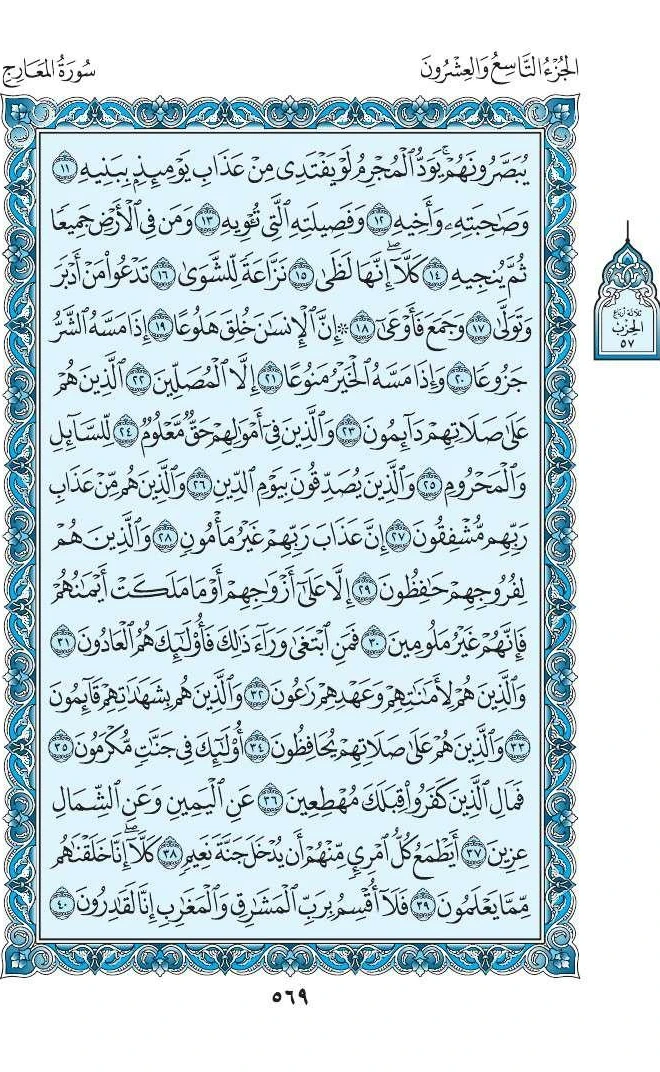 الجُزْءُ التَّاسِعُ وَالعِشْرُونَ
سُورَةُ المَعَارِجِ
يُبَصَّرُونَهُمْۚ يَوَدُّ ٱلْمُجْرِمُ لَوْ يَفْتَدِى مِنْ عَذَابِ يَوْمِئِذِۭ بِبَنِيهِ ١١
وَصَٰحِبَتِهِۦ وَأَخِيهِ ١٢ وَفَصِيلَتِهِ ٱلَّتِى تُـْٔوِيهِ ١٣ وَمَن فِى ٱلْأَرْضِ جَمِيعًا
ثُمَّ يُنجِيهِ ١٤ كَلَّآۖ إِنَّهَا لَظَىٰ ١٥ نَزَّاعَةً لِّلشَّوَىٰ ١٦ تَدْعُوا۟ مَنْ أَدْبَرَ
وَتَوَلَّىٰ ١٧ وَجَمَعَ فَأَوْعَىٰٓ ١٨ ۞ إِنَّ ٱلْإِنسَٰنَ خُلِقَ هَلُوعًا ١٩ إِذَا مَسَّهُ ٱلشَّرُّ
جَزُوعًا ٢٠ وَإِذَا مَسَّهُ ٱلْخَيْرُ مَنُوعًا ٢١ إِلَّا ٱلْمُصَلِّينَ ٢٢ ٱلَّذِينَ هُمْ
عَلَىٰ صَلَاتِهِمْ دَآئِمُونَ ٢٣ وَٱلَّذِينَ فِىٓ أَمْوَٰلِهِمْ حَقٌّ مَّعْلُومٌ ٢٤ لِّلسَّآئِلِ
وَٱلْمَحْرُومِ ٢٥ وَٱلَّذِينَ يُصَدِّقُونَ بِيَوْمِ ٱلدِّينِ ٢٦ وَٱلَّذِينَ هُم مِّنْ عَذَابِ
رَبِّهِم مُّشْفِقُونَ ٢٧ إِنَّ عَذَابَ رَبِّهِمْ غَيْرُ مَأْمُونٍ ٢٨ وَٱلَّذِينَ هُمْ
لِفُرُوجِهِمْ حَٰفِظُونَ ٢٩ إِلَّا عَلَىٰٓ أَزْوَٰجِهِمْ أَوْ مَا مَلَكَتْ أَيْمَٰنُهُمْ
فَإِنَّهُمْ غَيْرُ مَلُومِينَ ٣٠ فَمَنِ ٱبْتَغَىٰ وَرَآءَ ذَٰلِكَ فَأُو۟لَٰٓئِكَ هُمُ ٱلْعَادُونَ ٣١
وَٱلَّذِينَ هُمْ لِأَمَٰنَٰتِهِمْ وَعَهْدِهِمْ رَٰعُونَ ٣٢ وَٱلَّذِينَ هُم بِشَهَٰدَٰتِهِمْ قَآئِمُونَ
٣٣ وَٱلَّذِينَ هُمْ عَلَىٰ صَلَاتِهِمْ يُحَافِظُونَ ٣٤ أُو۟لَٰٓئِكَ فِى جَنَّٰتٍ مُّكْرَمُونَ ٣٥
فَمَالِ ٱلَّذِينَ كَفَرُوا۟ قِبَلَكَ مُهْطِعِينَ ٣٦ عَنِ ٱلْيَمِينِ وَعَنِ ٱلشِّمَالِ
عِزِينَ ٣٧ أَيَطْمَعُ كُلُّ ٱمْرِئٍ مِّنْهُمْ أَن يُدْخَلَ جَنَّةَ نَعِيمٍ ٣٨ كَلَّآۖ إِنَّا خَلَقْنَٰهُم
مِّمَّا يَعْلَمُونَ ٣٩ فَلَآ أُقْسِمُ بِرَبِّ ٱلْمَشَٰرِقِ وَٱلْمَغَٰرِبِ إِنَّا لَقَٰدِرُونَ ٤٠
ثلاثة أرباع
الحزب
٥٧
٥٦٩